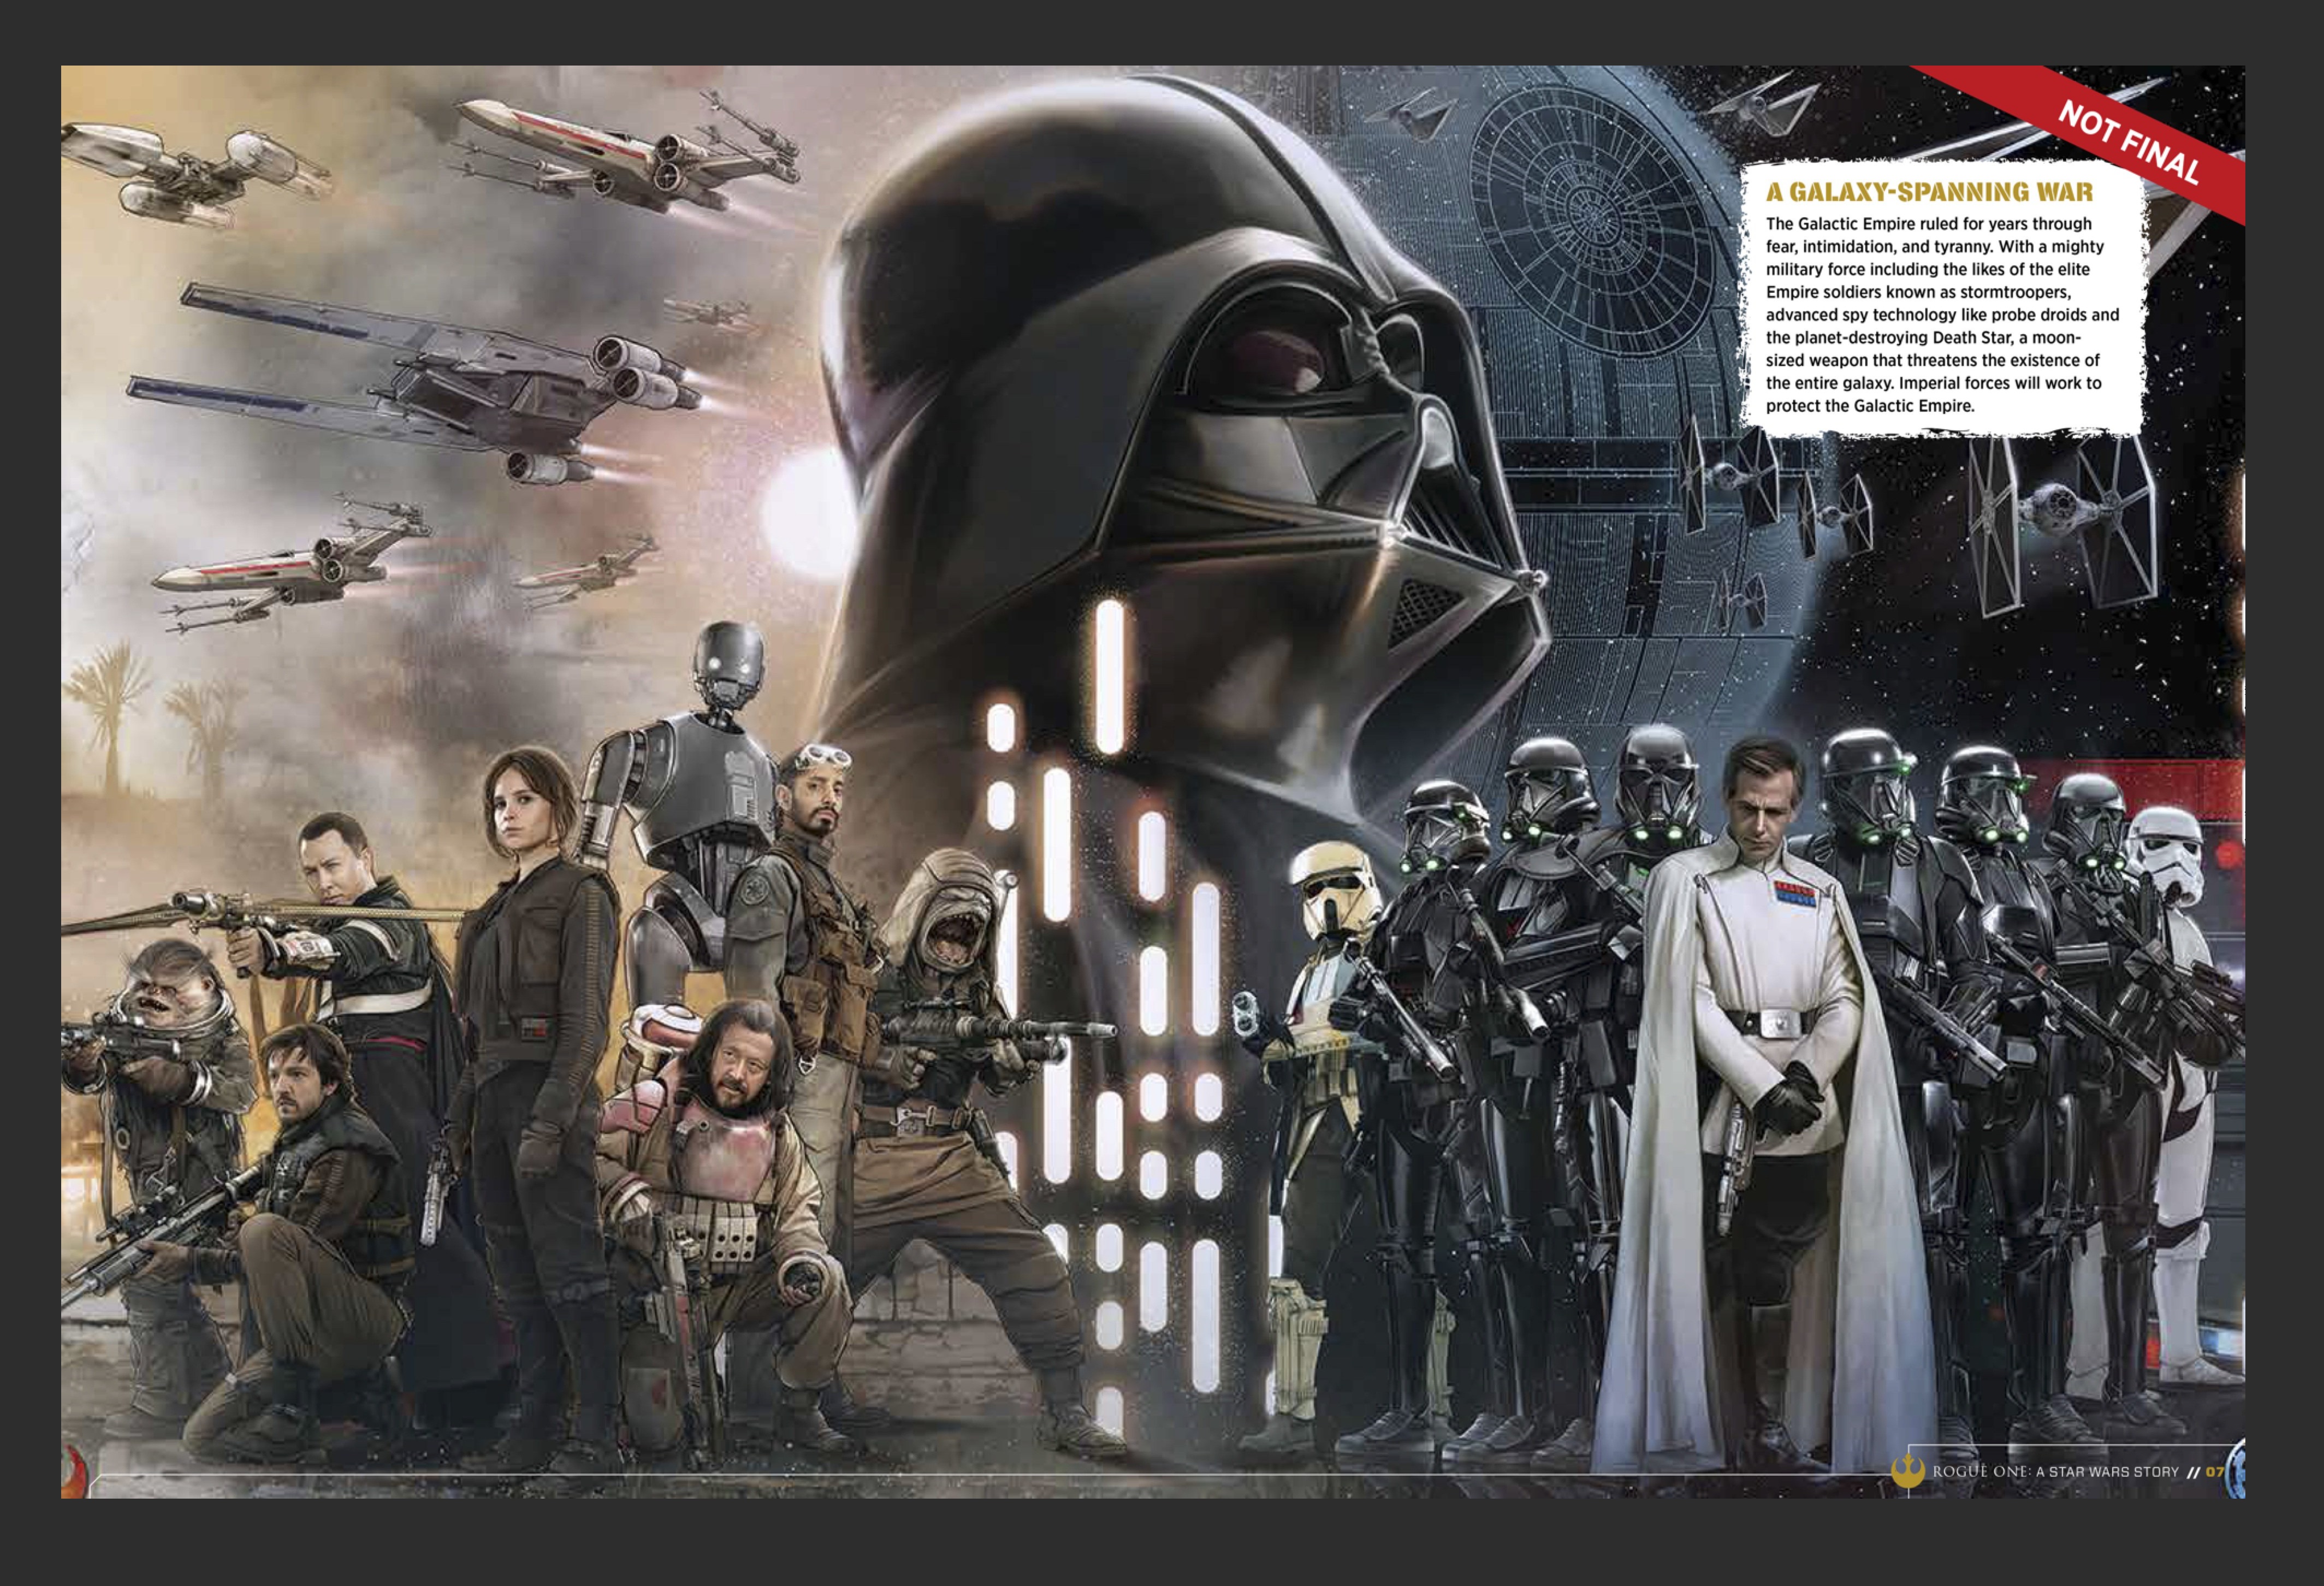 NOT FINAL
A GALAXY-SPANNING WAR
The Galactic Empire ruled for years through
fear, intimidation, and tyranny. With a mighty
military force including the likes of the elite
Empire soldiers known as stormtroopers,
advanced spy technology like probe droids and
the planet-destroying Death Star, a moon-
sized weapon that threatens the existence of
the entire galaxy. Imperial forces will work to
protect the Galactic Empire.
ROGUE ONE: A STAR WARS STORY // 07